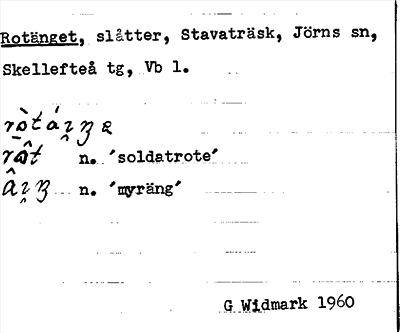 Rotänget, slåtter, Stavaträsk, Jörns sn,
Skellefteå tg, Vb l.
n. ´soldatrote´
n. ´myräng´
G Widmark 1960